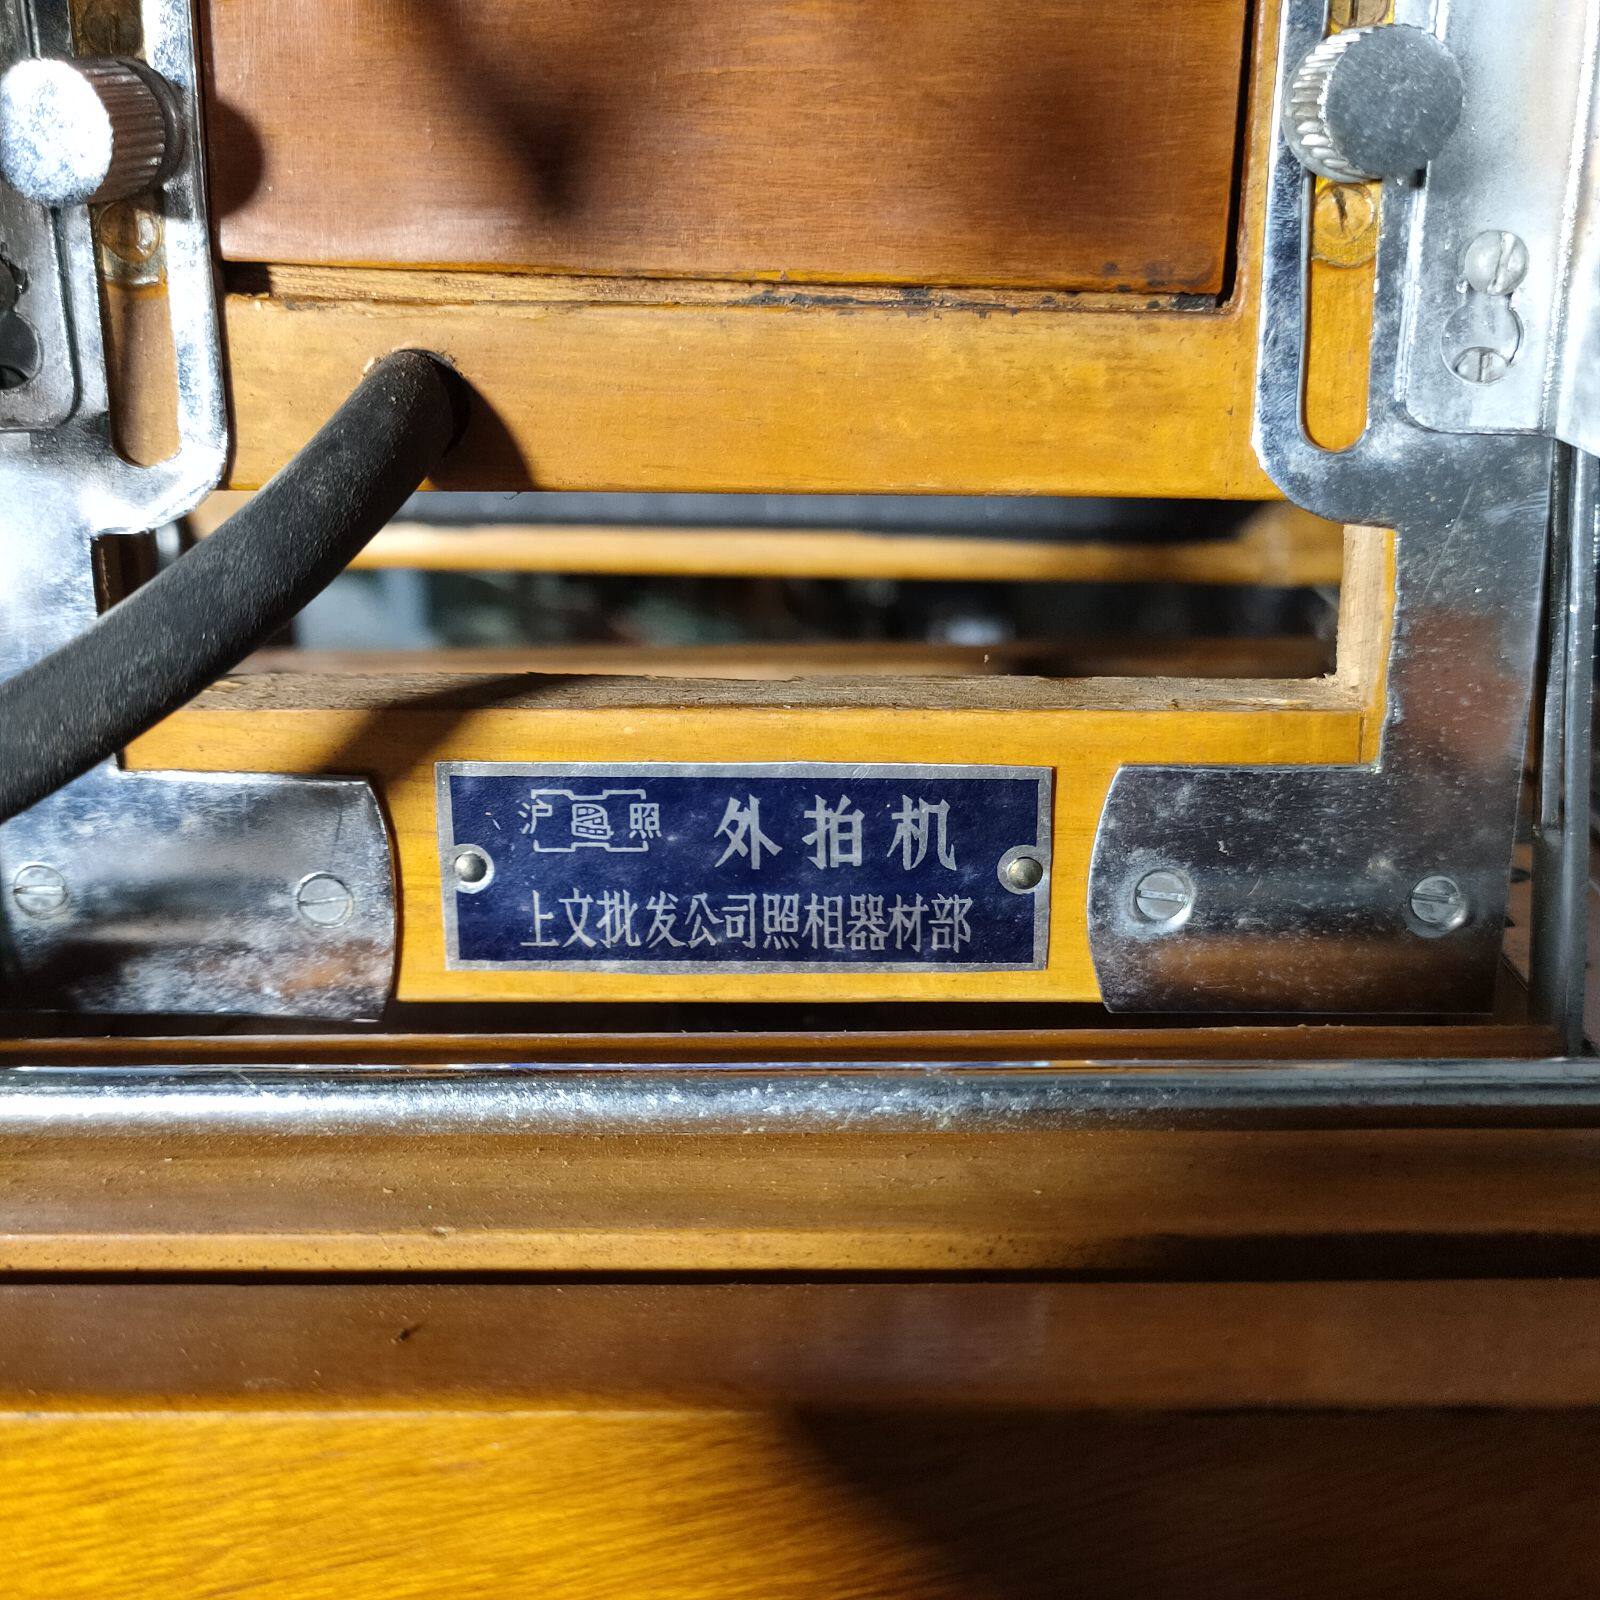 沪 照 外拍机
上文批发公司照相器材部